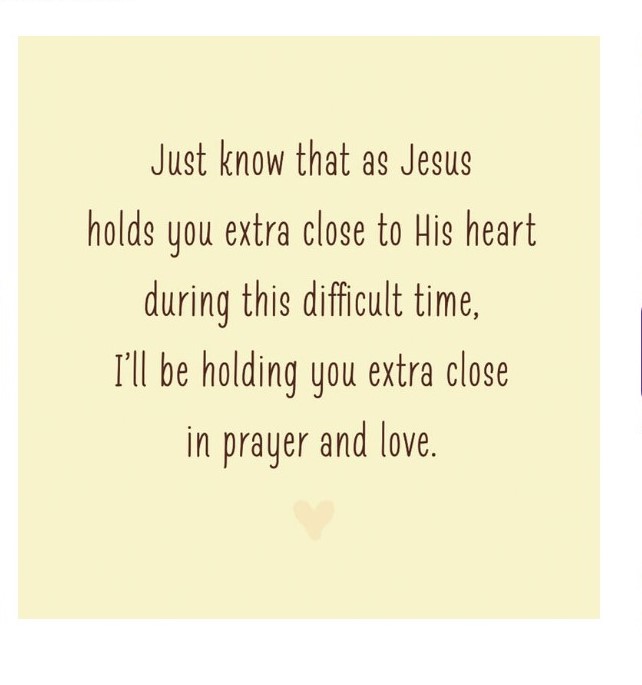 Just know that as Jesus
holds you extra close to His heart
during this difficult time,
I'll be holding you extra close
in prayer and love.